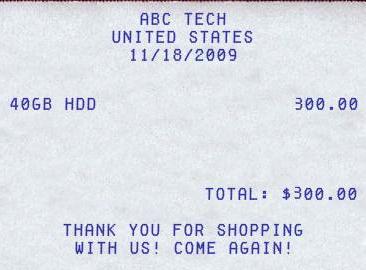 ABC TECH
UNITED STATES
11/18/2009
40GB HDD 300.00
TOTAL: $300.00
THANK YOU FOR SHOPPING
WITH US! COME AGAIN!